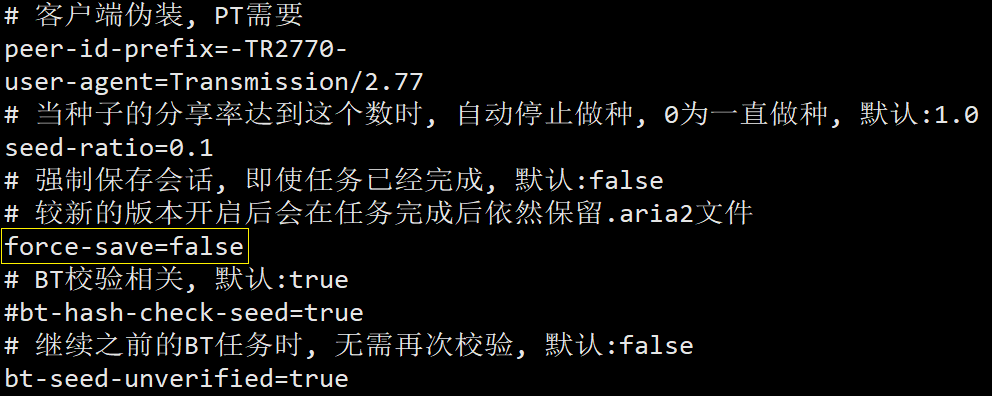 # 客户端伪装, PT需要
peer-id-prefix=-TR2770-
user-agent=Transmission/2.77
# 当种子的分享率达到这个数时, 自动停止做种, 0为一直做种, 默认:1.0
seed-ratio=0.1
# 强制保存会话, 即使任务已经完成, 默认:false
# 较新的版本开启后会在任务完成后依然保留.aria2文件
force-save=false
# BT校验相关, 默认:true
#bt-hash-check-seed=true
# 继续之前的BT任务时, 无需再次校验, 默认:false
bt-seed-unverified=true